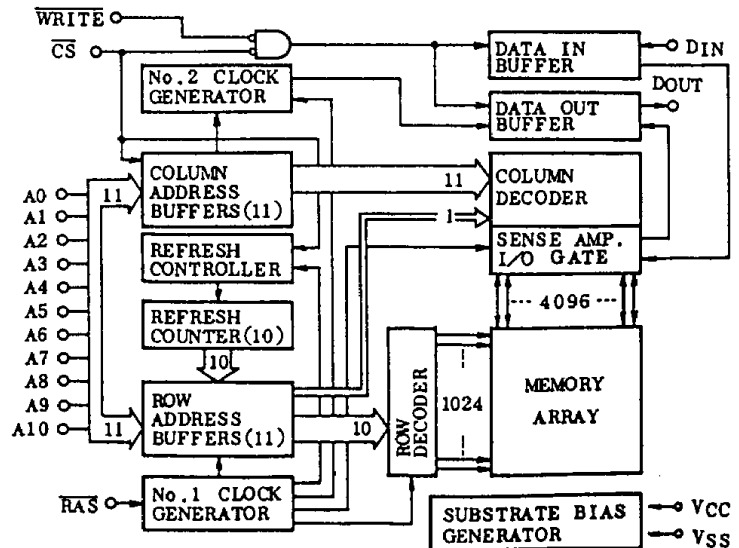 WRITE
CS
No.2 CLOCK
GENERATOR
DATA IN
BUFFER
DIN
DATA OUT
BUFFER
DOUT
COLUMN
ADDRESS
BUFFERS(11)
11
11
COLUMN
DECODER
1
SENSE AMP.
I/O GATE
A0
A1
A2
A3
A4
A5
A6
A7
A8
A9
A10
REFRESH
CONTROLLER
REFRESH
COUNTER(10)
10
4096
ROW
ADDRESS
BUFFERS(11)
11
10
ROW
DECODER
1024
MEMORY
ARRAY
RAS
No.1 CLOCK
GENERATOR
SUBSTRATE BIAS
GENERATOR
VCC
VSS